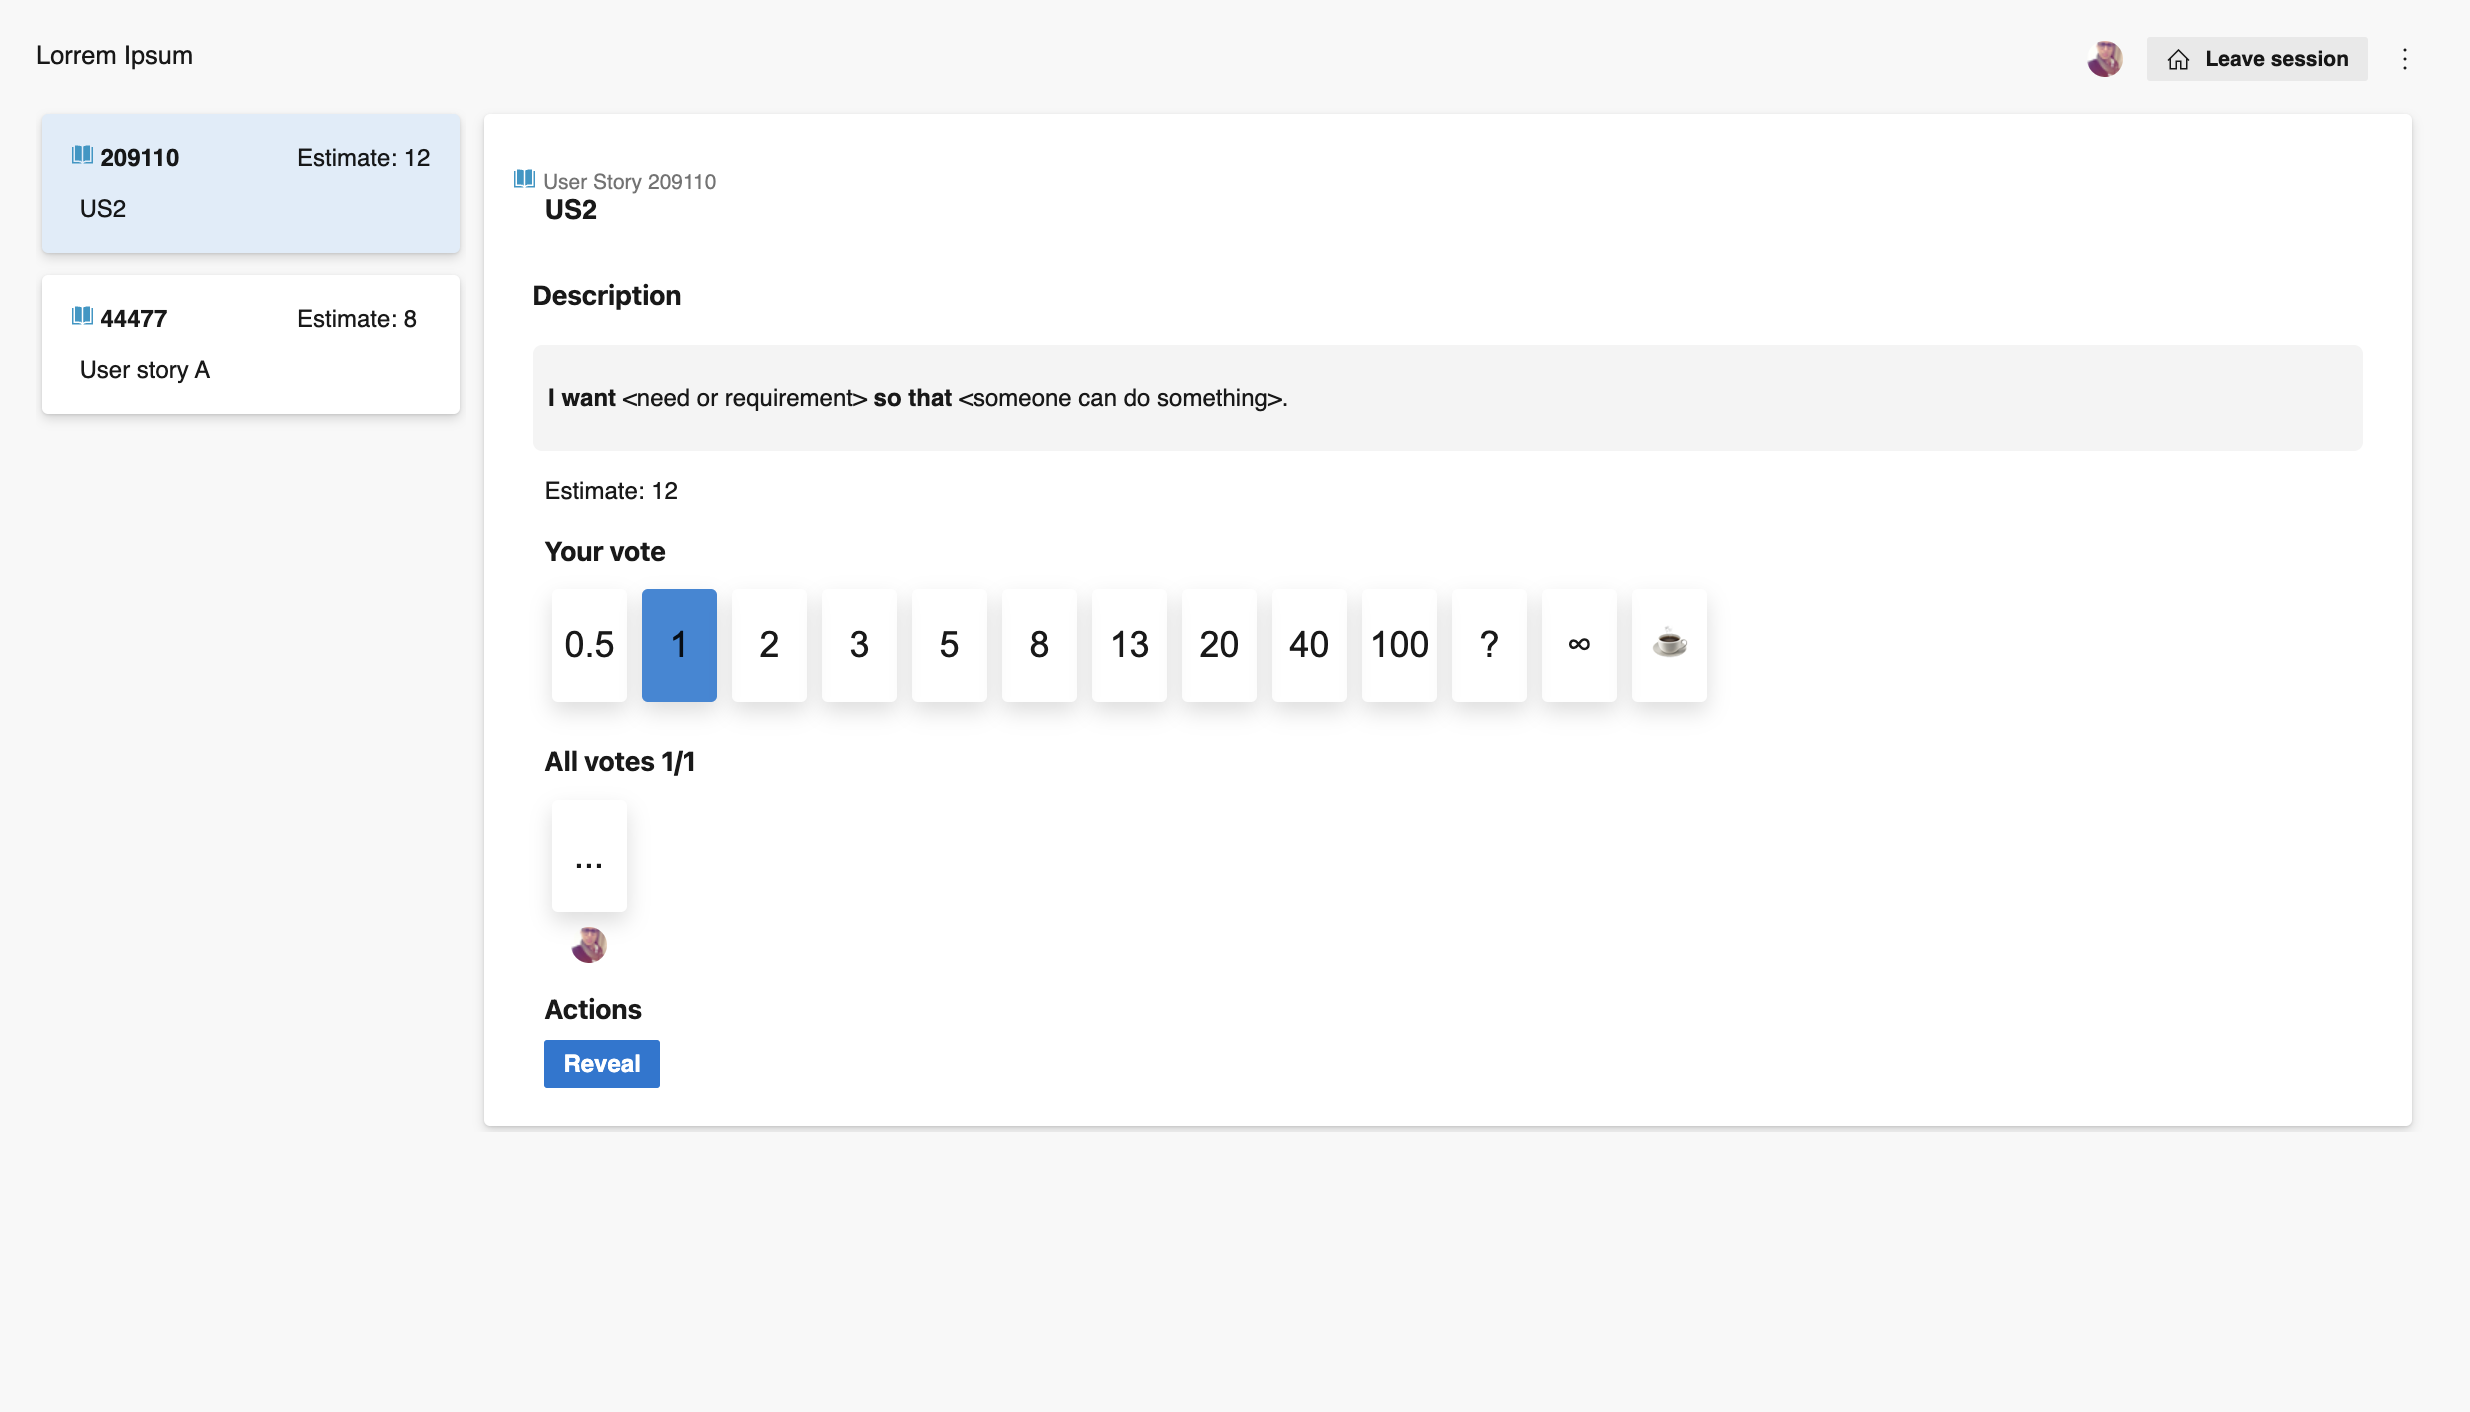 Lorrem Ipsum
Leave session
209110 Estimate: 12
US2
44477 Estimate: 8
User story A
User Story 209110
US2
Description
I want <need or requirement> so that <someone can do something>.
Estimate: 12
Your vote
0.5 1 2 3 5 8 13 20 40 100 ? ∞ ☕
All votes 1/1
...
Actions
Reveal